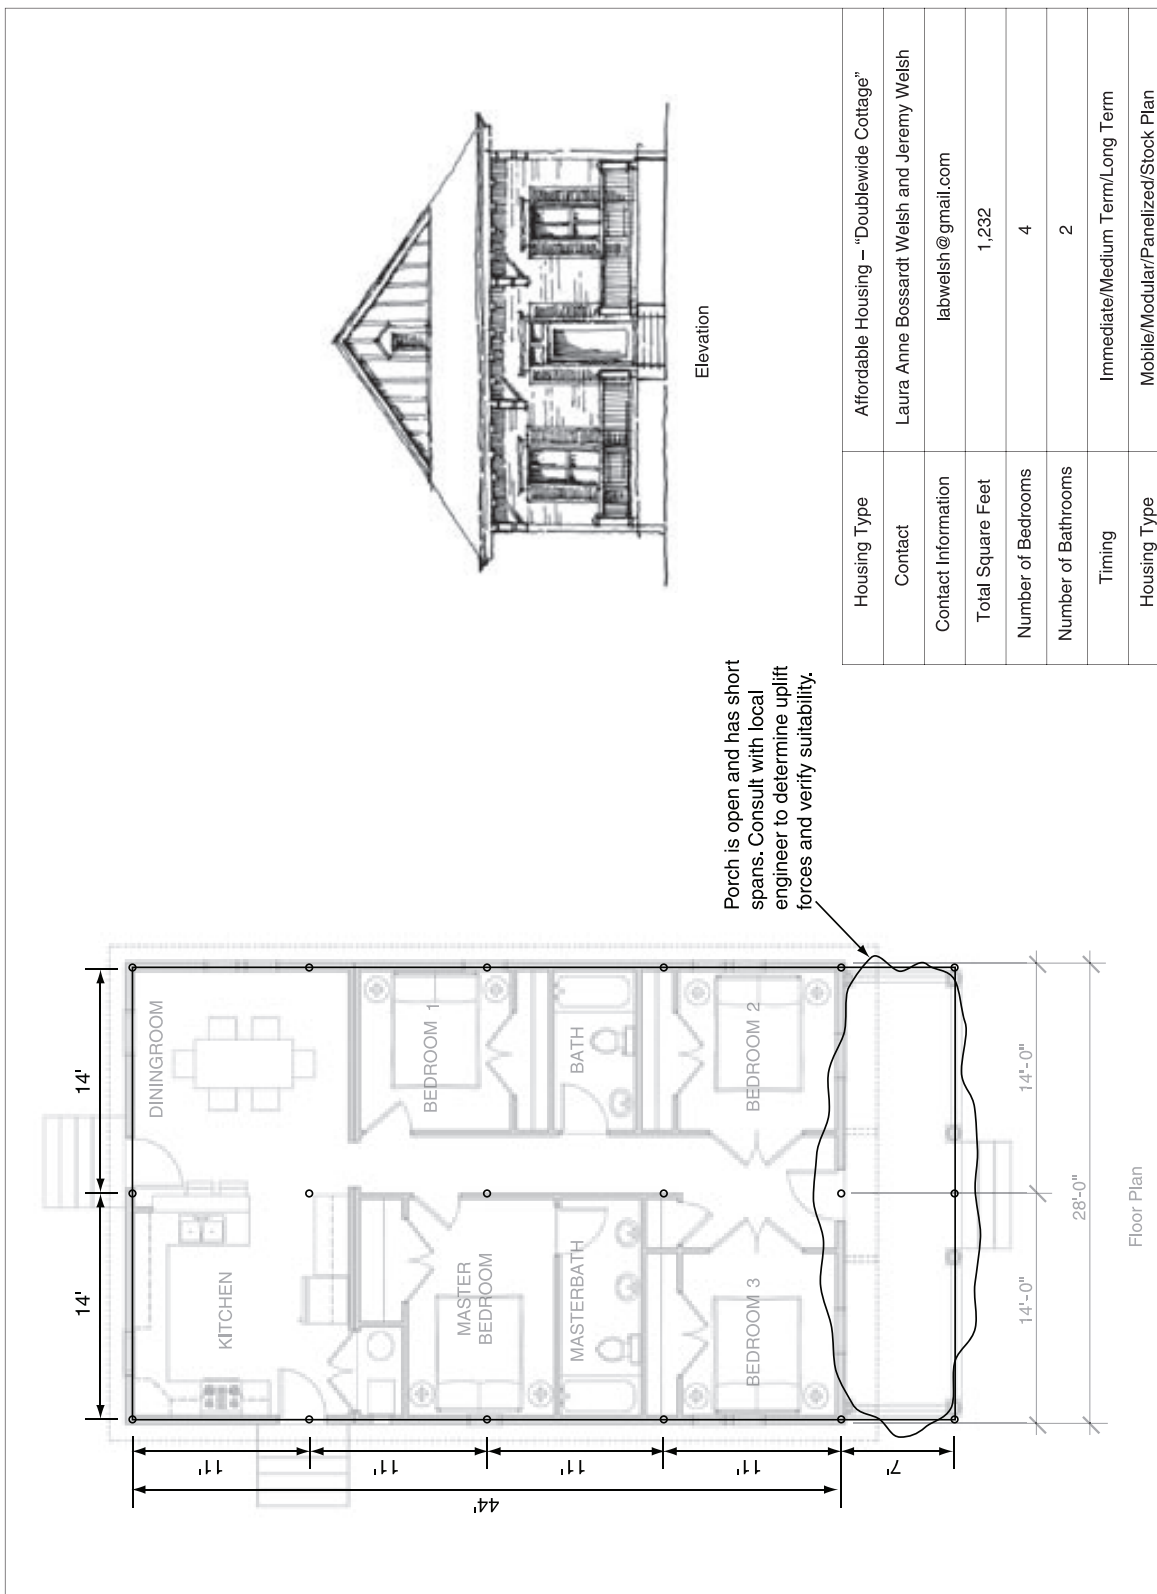 DININGROOM
KITCHEN
BEDROOM 1
MASTER
BEDROOM
BATH
MASTERBATH
BEDROOM 2
BEDROOM 3
14'
14'
11'
11'
11'
11'
7'
44'
14'-0"
14'-0"
28'-0"
Floor Plan
Porch is open and has short
spans. Consult with local
engineer to determine uplift
forces and verify suitability.
Elevation
Housing Type Affordable Housing – “Doublewide Cottage”
Contact Laura Anne Bossardt Welsh and Jeremy Welsh
Contact Information labwelsh@gmail.com
Total Square Feet 1,232
Number of Bedrooms 4
Number of Bathrooms 2
Timing Immediate/Medium Term/Long Term
Housing Type Mobile/Modular/Panelized/Stock Plan